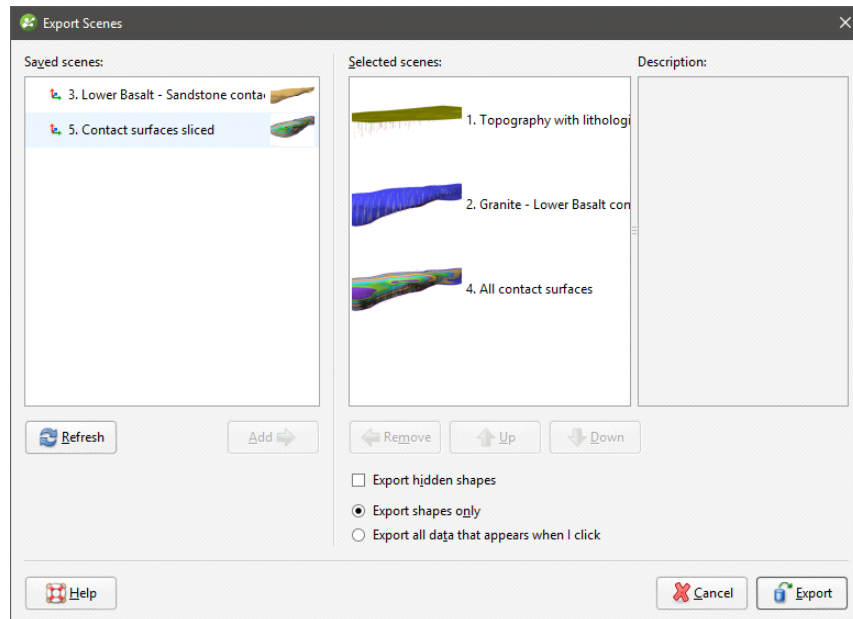 Export Scenes
Saved scenes:
3. Lower Basalt - Sandstone conta
5. Contact surfaces sliced
Refresh
Add
Selected scenes:
1. Topography with lithologi
2. Granite - Lower Basalt con
4. All contact surfaces
Description:
Remove
Up
Down
Export hidden shapes
Export shapes only
Export all data that appears when I click
Help
Cancel
Export